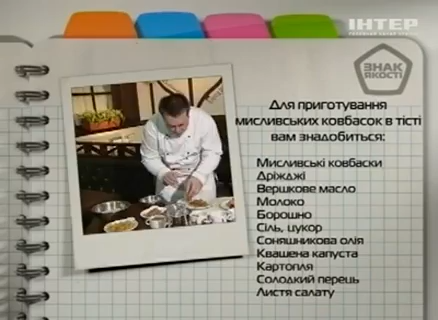 ІНТЕР
ЗНАК
ЯКОСТІ
Для приготування
мисливських ковбасок в тісті
вам знадобиться:
Мисливські ковбаски
Дріжджі
Вершкове масло
Молоко
Борошно
Сіль, цукор
Соняшникова олія
Квашена капуста
Картопля
Солодкий перець
Листя салату